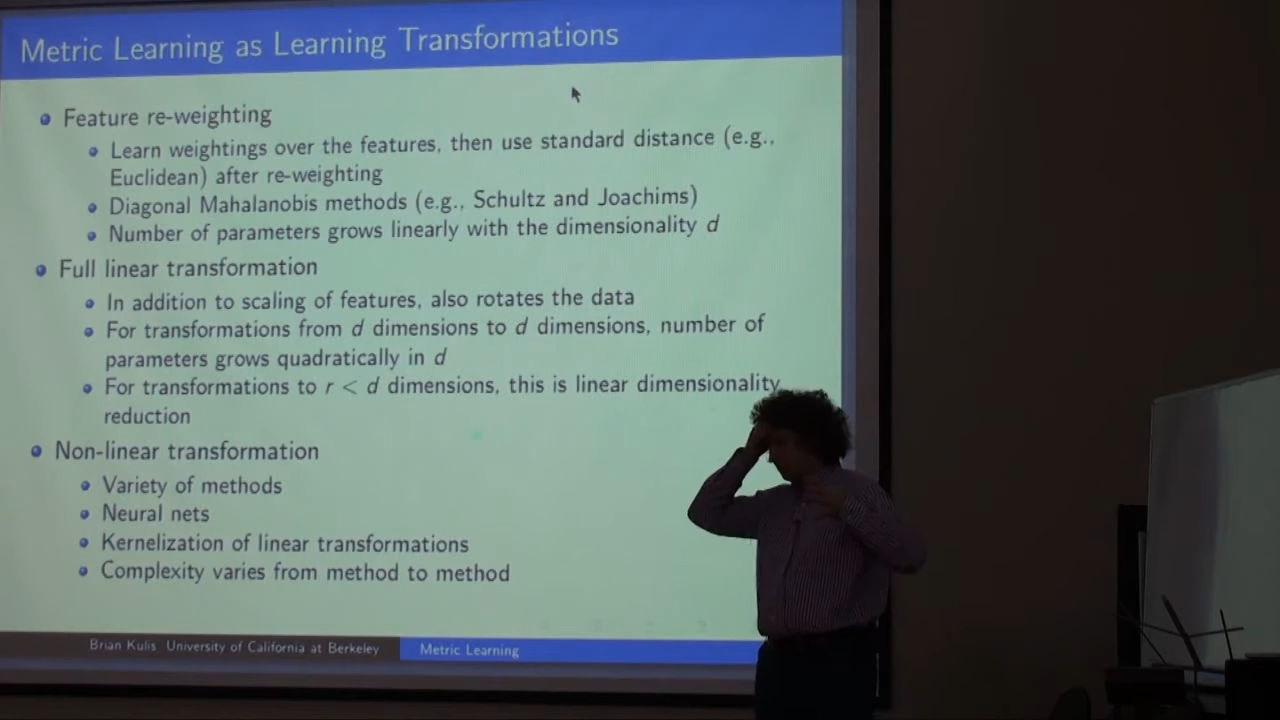 Metric Learning as Learning Transformations
Feature re-weighting
Learn weightings over the features, then use standard distance (e.g.,
Euclidean) after re-weighting
Diagonal Mahalanobis methods (e.g., Schultz and Joachims)
Number of parameters grows linearly with the dimensionality d
Full linear transformation
In addition to scaling of features, also rotates the data
For transformations from d dimensions to d dimensions, number of
parameters grows quadratically in d
For transformations to r < d dimensions, this is linear dimensionality
reduction
Non-linear transformation
Variety of methods
Neural nets
Kernelization of linear transformations
Complexity varies from method to method
Brian Kulis University of California at Berkeley
Metric Learning